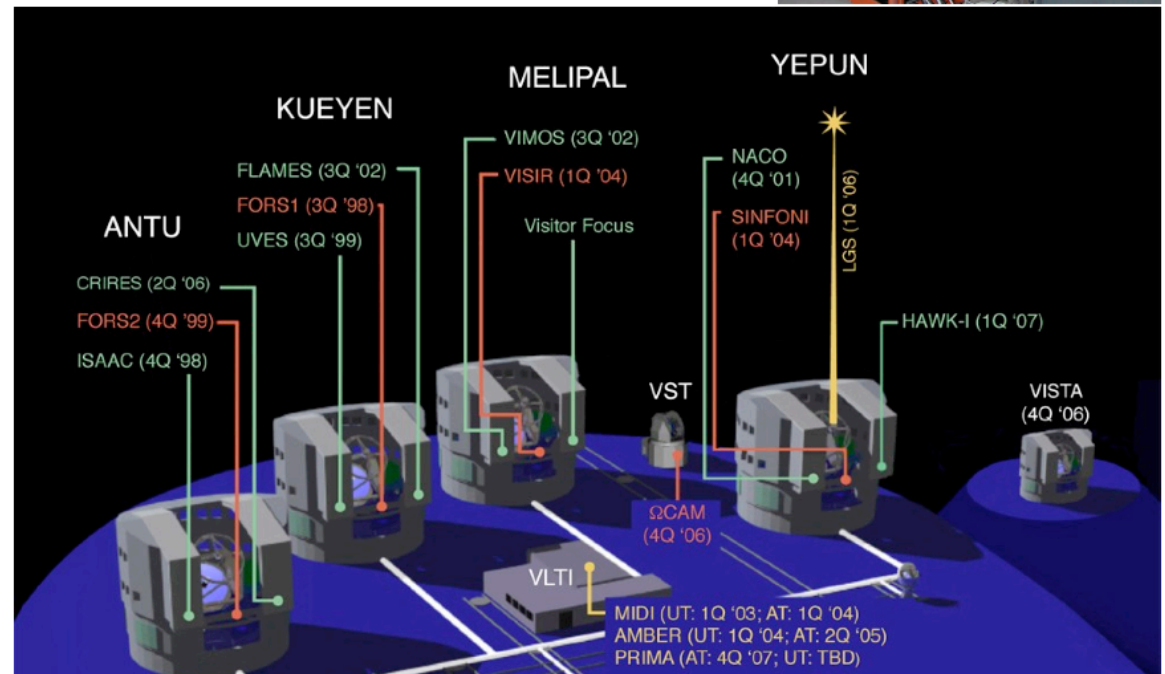 ANTU
CRIRES (2Q ‘06)
FORS2 (4Q ‘99)
ISAAC (4Q ‘98)
KUEYEN
FLAMES (3Q ‘02)
FORS1 (3Q ‘98)
UVES (3Q ‘99)
MELIPAL
VIMOS (3Q ‘02)
VISIR (1Q ‘04)
Visitor Focus
YEPUN
NACO
(4Q ‘01)
SINFONI
(1Q ’04)
LGS (1Q ‘06)
HAWK-I (1Q ‘07)
VST
ΩCAM
(4Q ‘06)
VISTA
(4Q ‘06)
VLTI
MIDI (UT: 1Q ‘03; AT: 1Q ‘04)
AMBER (UT: 1Q ‘04; AT: 2Q ‘05)
PRIMA (AT: 4Q ‘07; UT: TBD)